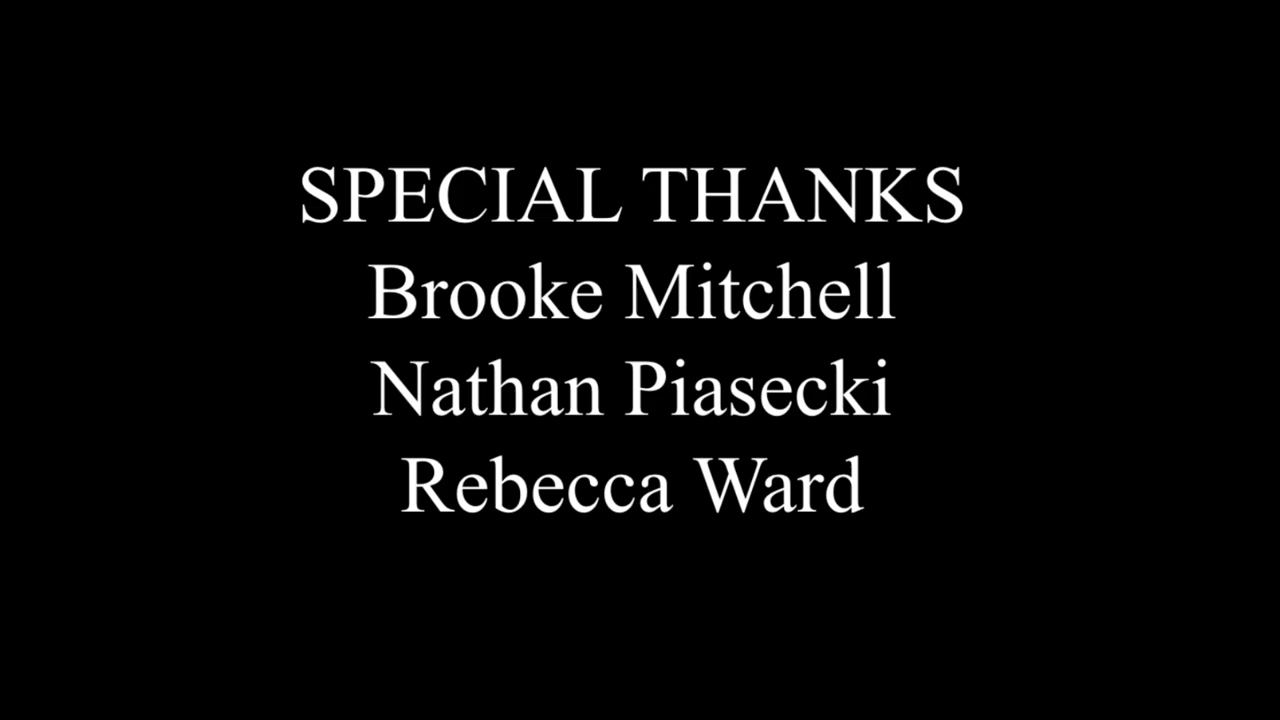 SPECIAL THANKS
Brooke Mitchell
Nathan Piasecki
Rebecca Ward